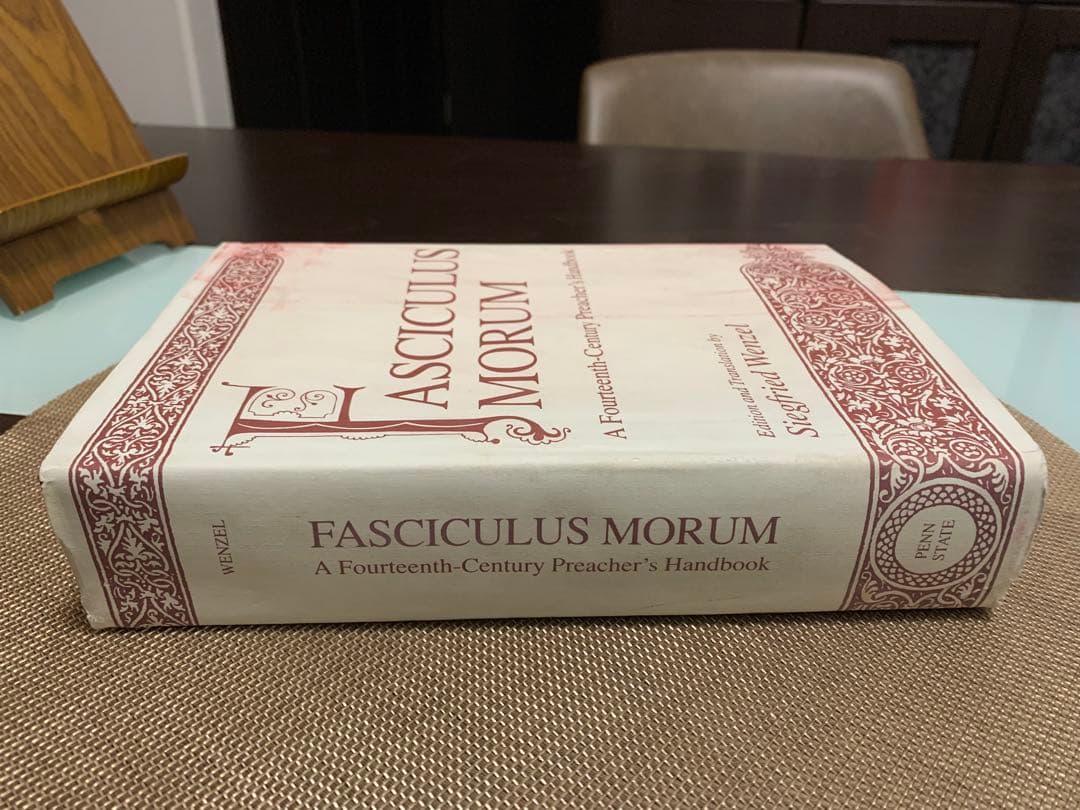 FASCICULUS
MORUM
A Fourteenth-Century Preacher's Handbook
Edition and Translation by
Siegfried Wenzel
WENZEL
FASCICULUS MORUM
A Fourteenth-Century Preacher's Handbook
PENN
STATE